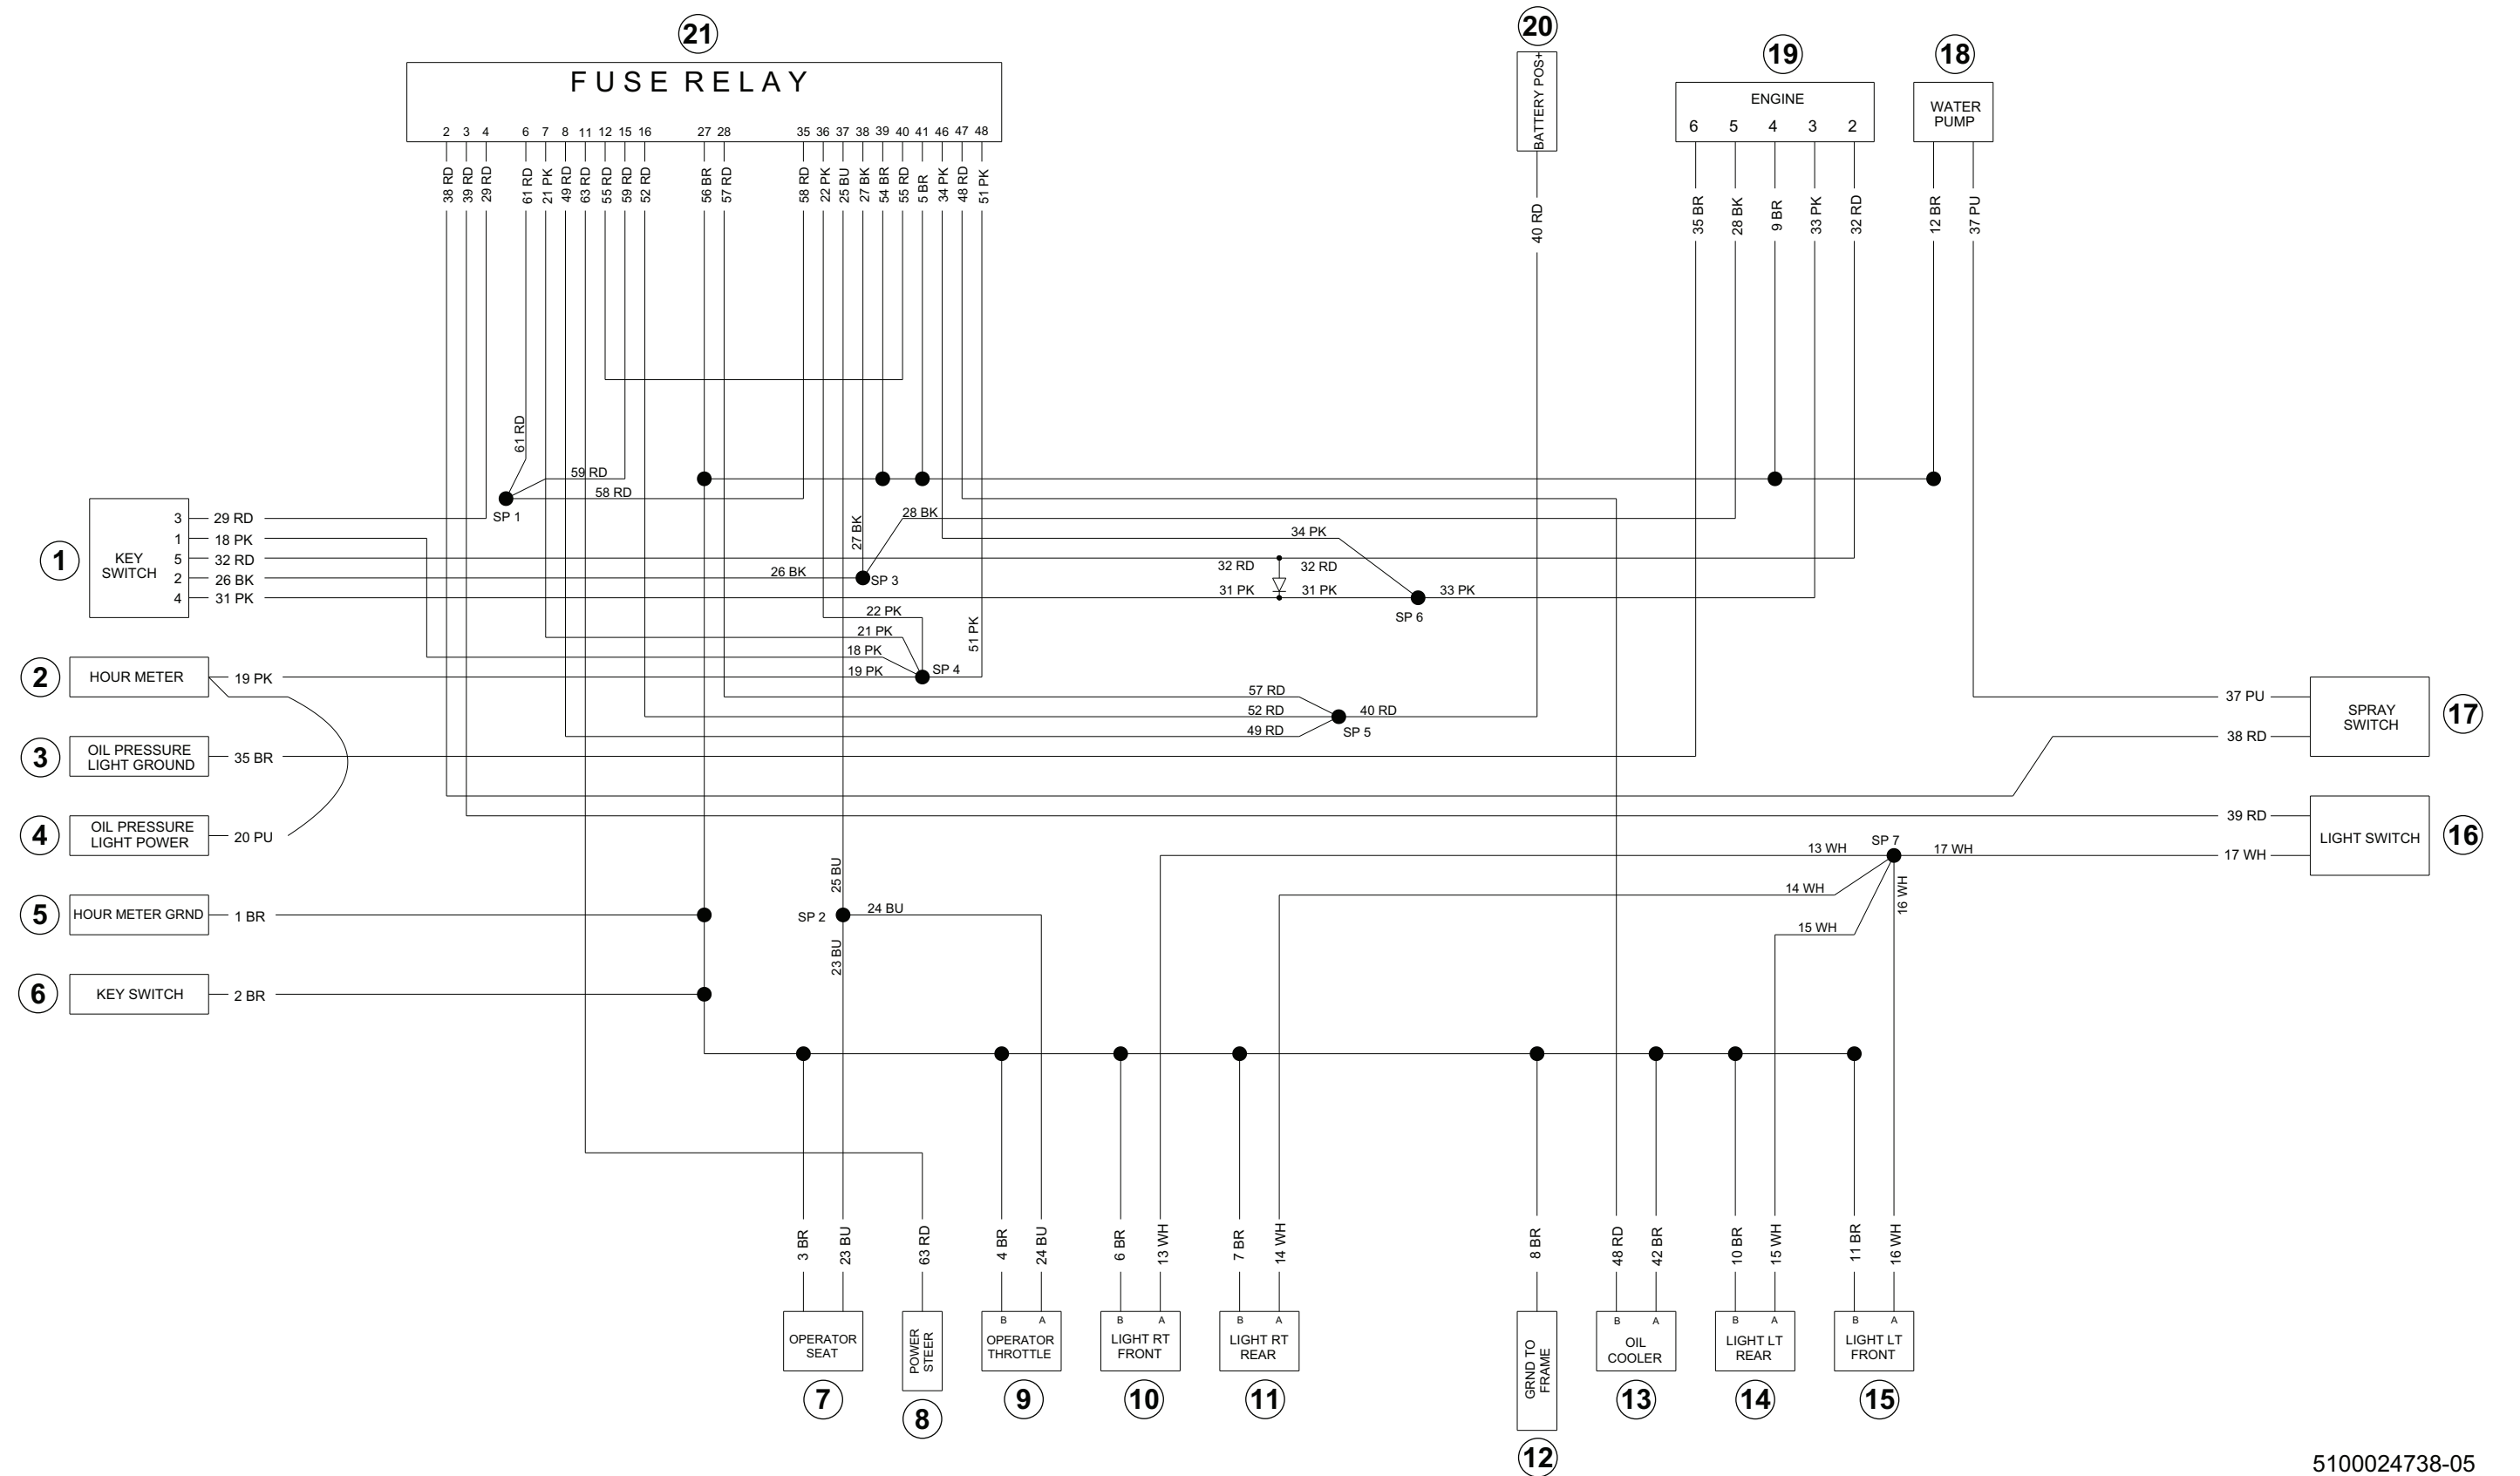 21
FUSE RELAY
2 3 4 6 7 8 11 12 15 16 27 28 35 36 37 38 39 40 41 46 47 48
38 RD
39 RD
29 RD
61 RD
21 PK
49 RD
63 RD
55 RD
59 RD
52 RD
56 BR
57 RD
58 RD
22 PK
25 BU
27 BK
54 BR
55 RD
5 BR
34 PK
48 RD
51 PK
20
BATTERY POS+
40 RD
19
ENGINE
6 5 4 3 2
35 BR
28 BK
9 BR
33 PK
32 RD
18
WATER
PUMP
12 BR
37 PU
61 RD
59 RD
58 RD
SP 1
1
KEY
SWITCH
3 29 RD
1 18 PK
5 32 RD
2 26 BK
4 31 PK
27 BK
28 BK
26 BK
SP 3
34 PK
32 RD
32 RD
31 PK
31 PK
33 PK
SP 6
22 PK
21 PK
18 PK
19 PK
SP 4
51 PK
2
HOUR METER
19 PK
57 RD
52 RD
49 RD
40 RD
SP 5
3
OIL PRESSURE
LIGHT GROUND
35 BR
4
OIL PRESSURE
LIGHT POWER
20 PU
5
HOUR METER GRND
1 BR
6
KEY SWITCH
2 BR
37 PU
38 RD
SPRAY
SWITCH
17
39 RD
17 WH
LIGHT SWITCH
16
SP 7
13 WH
17 WH
14 WH
15 WH
16 WH
25 BU
SP 2
24 BU
23 BU
3 BR
23 BU
63 RD
4 BR
24 BU
6 BR
13 WH
7 BR
14 WH
8 BR
48 RD
42 BR
10 BR
15 WH
11 BR
16 WH
OPERATOR
SEAT
7
POWER
STEER
8
B A
OPERATOR
THROTTLE
9
B A
LIGHT RT
FRONT
10
B A
LIGHT RT
REAR
11
GRND TO
FRAME
12
B A
OIL
COOLER
13
B A
LIGHT LT
REAR
14
B A
LIGHT LT
FRONT
15
5100024738-05